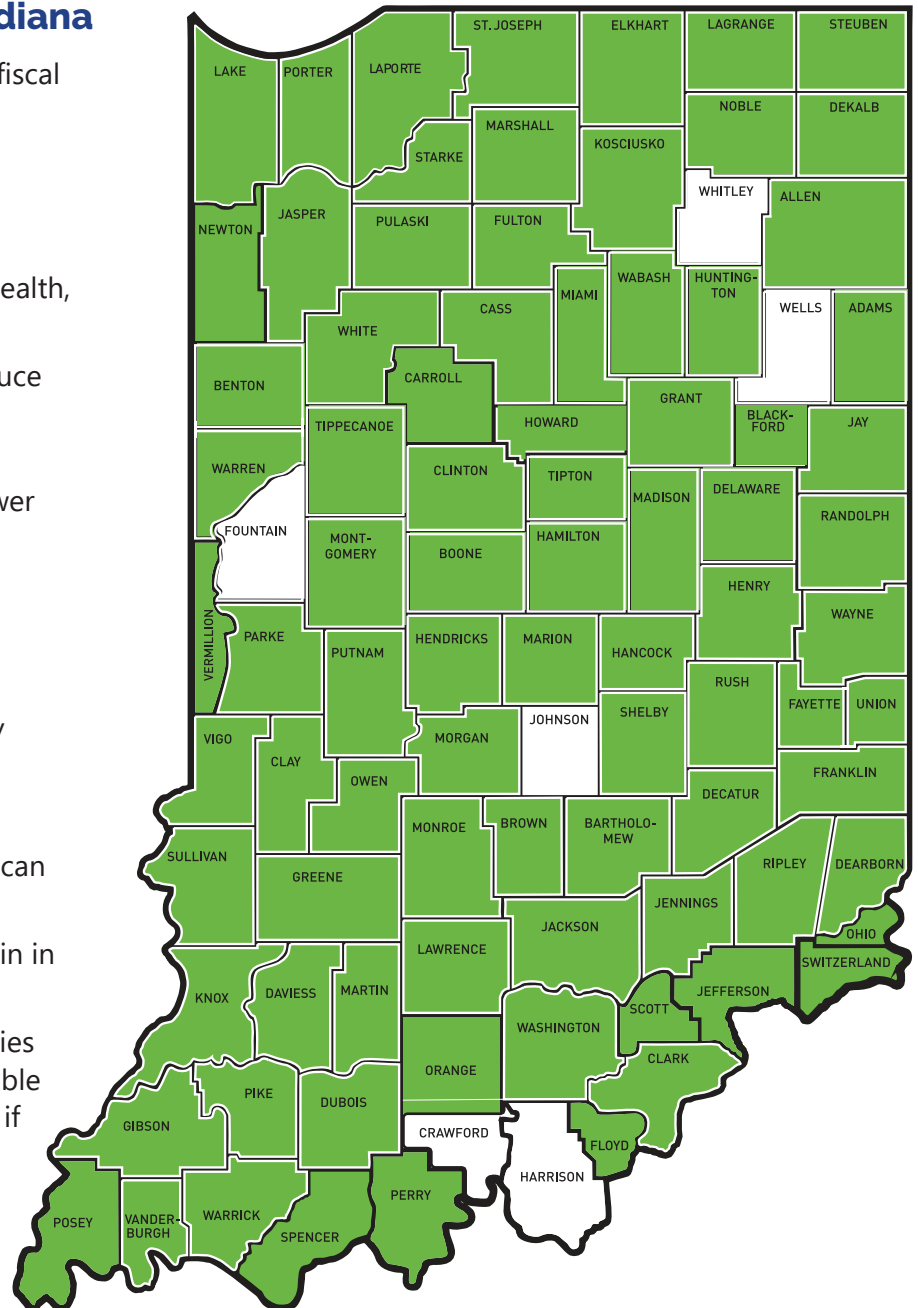 diana
fiscal
ealth,
uce
wer
y
can
in in
ies
ble
if
ST.JOSEPH
ELKHART
LAGRANGE
STEUBEN
LAKE
PORTER
LAPORTE
NOBLE
DEKALB
MARSHALL
STARKE
KOSCIUSKO
WHITLEY
ALLEN
NEWTON
JASPER
PULASKI
FULTON
WABASH
HUNTING-
TON
MIAMI
WHITE
CASS
WELLS
ADAMS
BENTON
CARROLL
GRANT
TIPPECANOE
HOWARD
BLACK-
FORD
JAY
WARREN
CLINTON
TIPTON
MADISON
DELAWARE
RANDOLPH
FOUNTAIN
MONT-
GOMERY
BOONE
HAMILTON
HENRY
WAYNE
VERMILLION
PARKE
PUTNAM
HENDRICKS
MARION
HANCOCK
RUSH
FAYETTE
UNION
VIGO
CLAY
MORGAN
JOHNSON
SHELBY
OWEN
FRANKLIN
DECATUR
MONROE
BROWN
BARTHOLO-
MEW
SULLIVAN
GREENE
RIPLEY
DEARBORN
JENNINGS
JACKSON
OHIO
LAWRENCE
SWITZERLAND
KNOX
DAVIESS
MARTIN
JEFFERSON
SCOTT
WASHINGTON
CLARK
ORANGE
PIKE
DUBOIS
GIBSON
CRAWFORD
FLOYD
HARRISON
PERRY
POSEY
VANDER-
BURGH
WARRICK
SPENCER